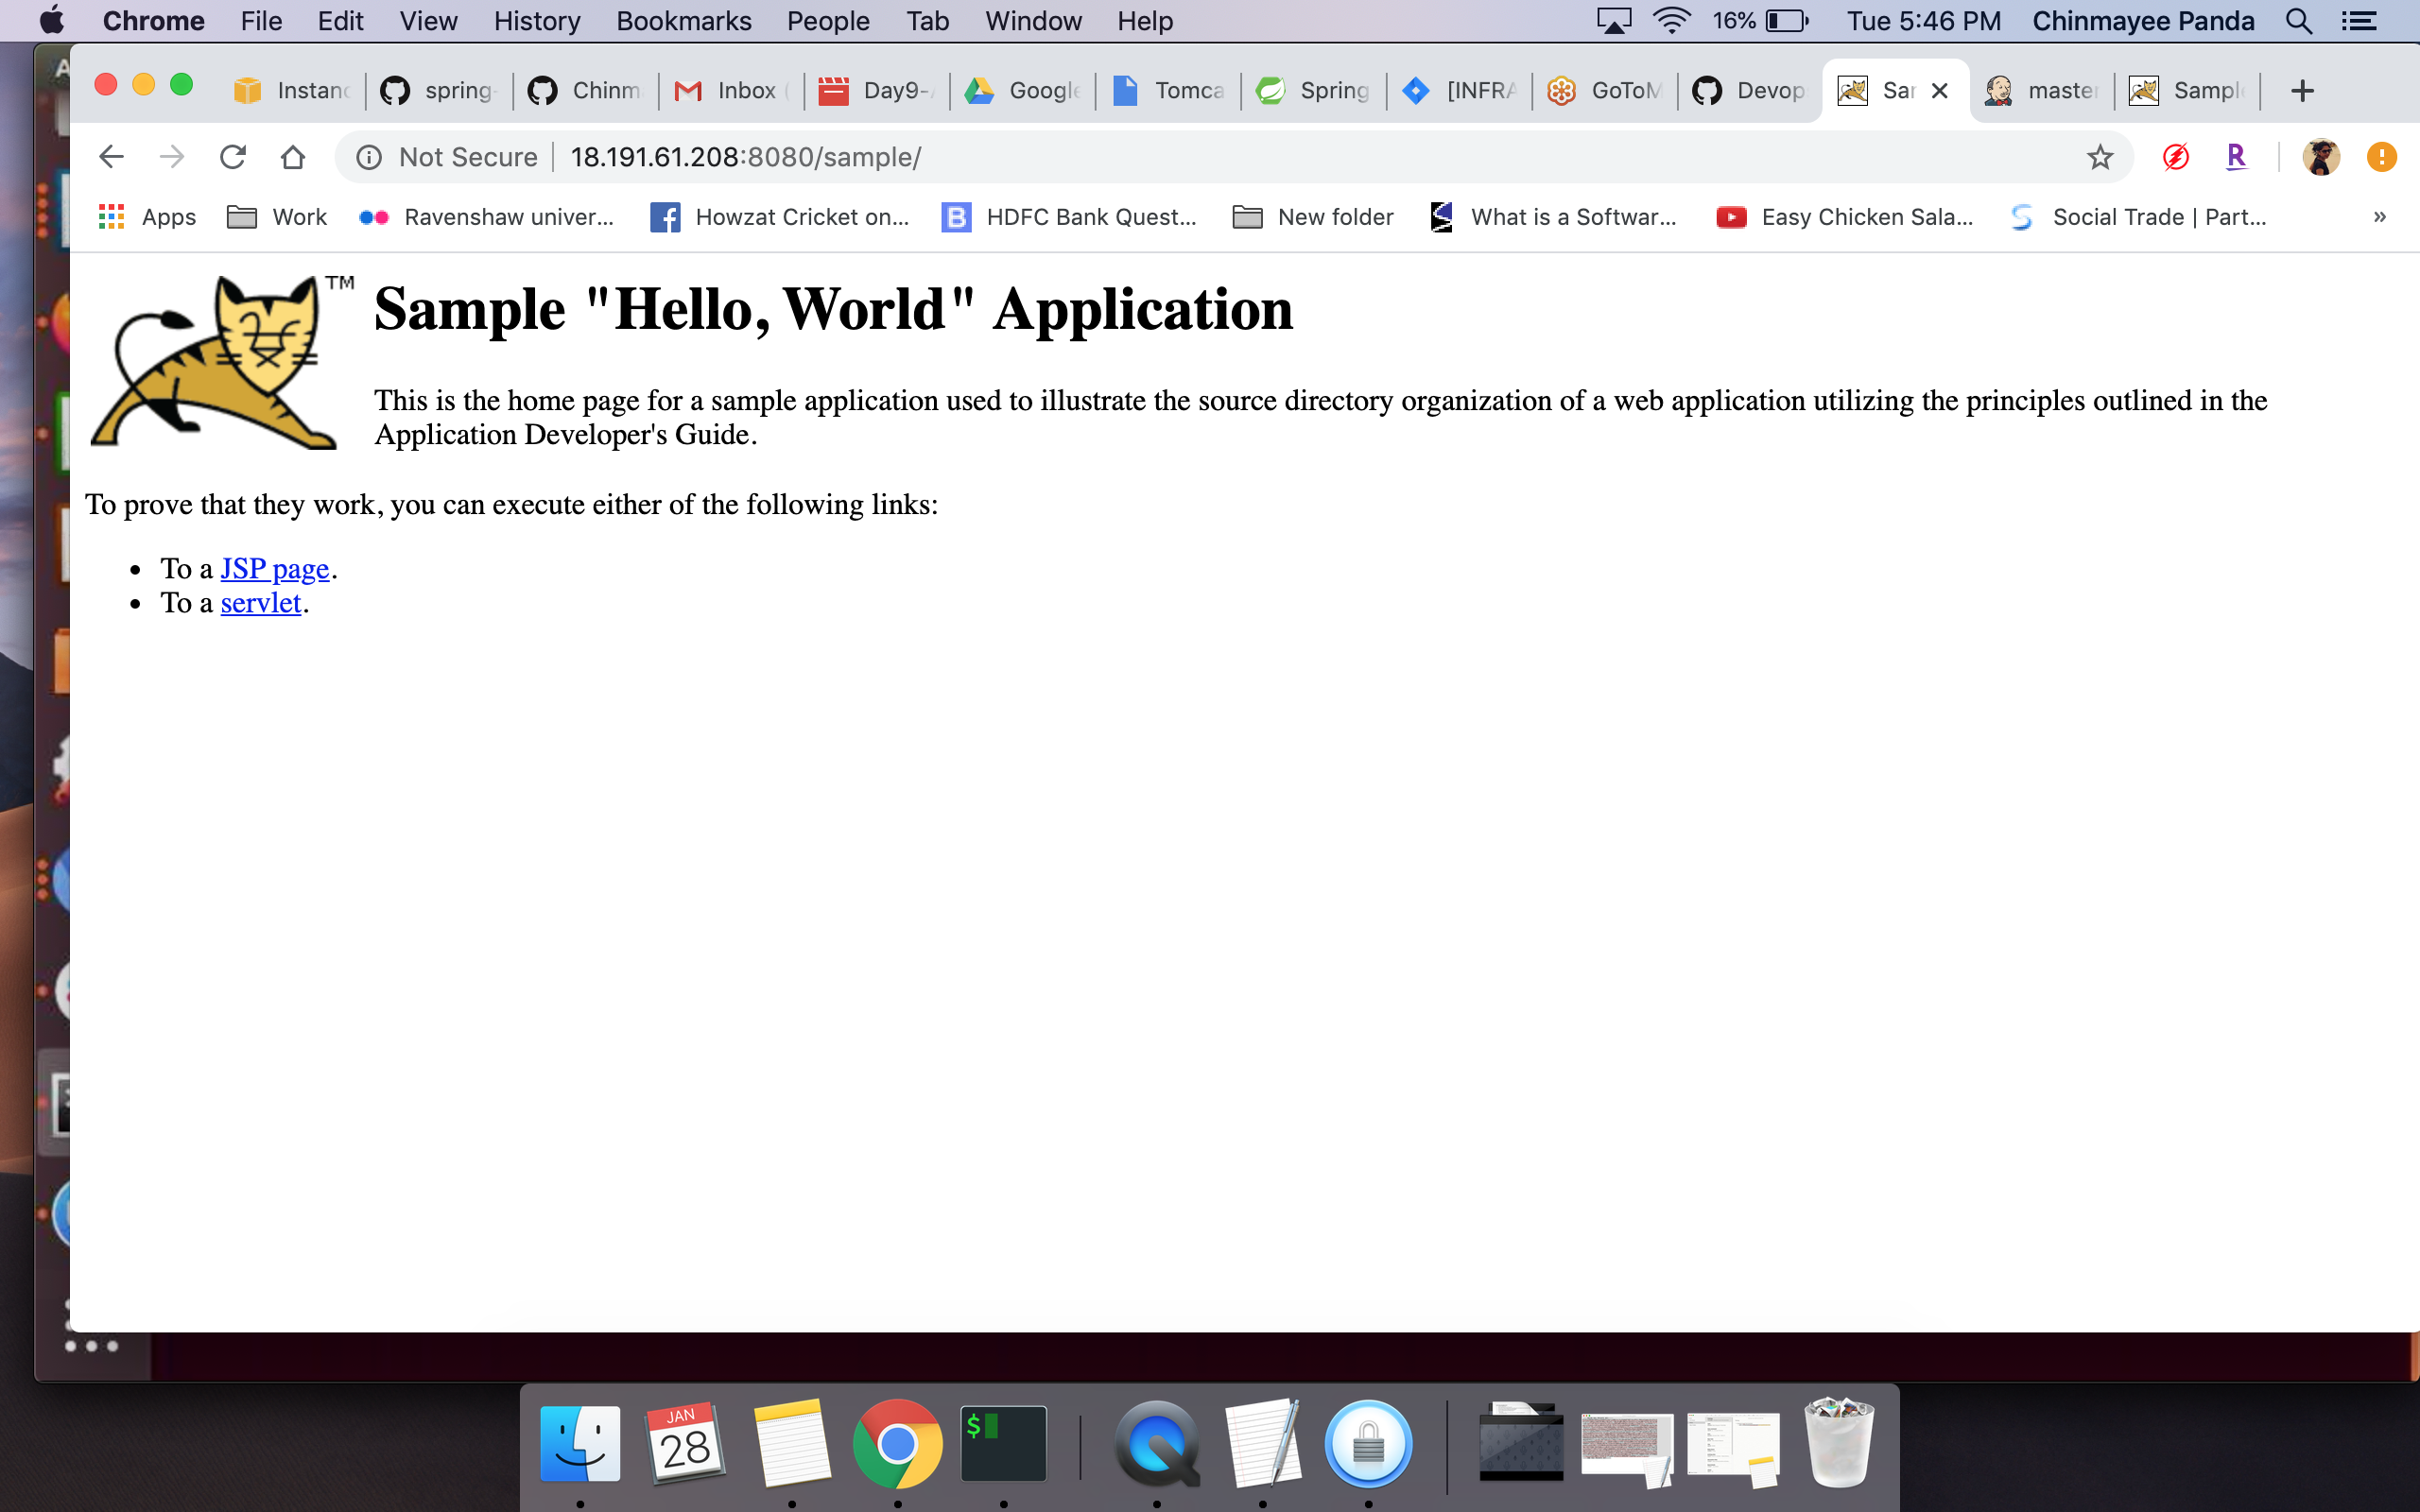 Chrome File Edit View History Bookmarks People Tab Window Help 16% Tue 5:46 PM Chinmayee Panda
Instanc spring- Chinm Inbox ( Day9- Google Tomca Spring [INFRA GoToM Devop Sar master Sample
Not Secure 18.191.61.208:8080/sample/
Apps Work Ravenshaw univer... Howzat Cricket on... HDFC Bank Quest... New folder What is a Softwar... Easy Chicken Sala... Social Trade | Part... »
TM
Sample "Hello, World" Application
This is the home page for a sample application used to illustrate the source directory organization of a web application utilizing the principles outlined in the
Application Developer's Guide.
To prove that they work, you can execute either of the following links:
• To a JSP page.
• To a servlet.
JAN
28
$